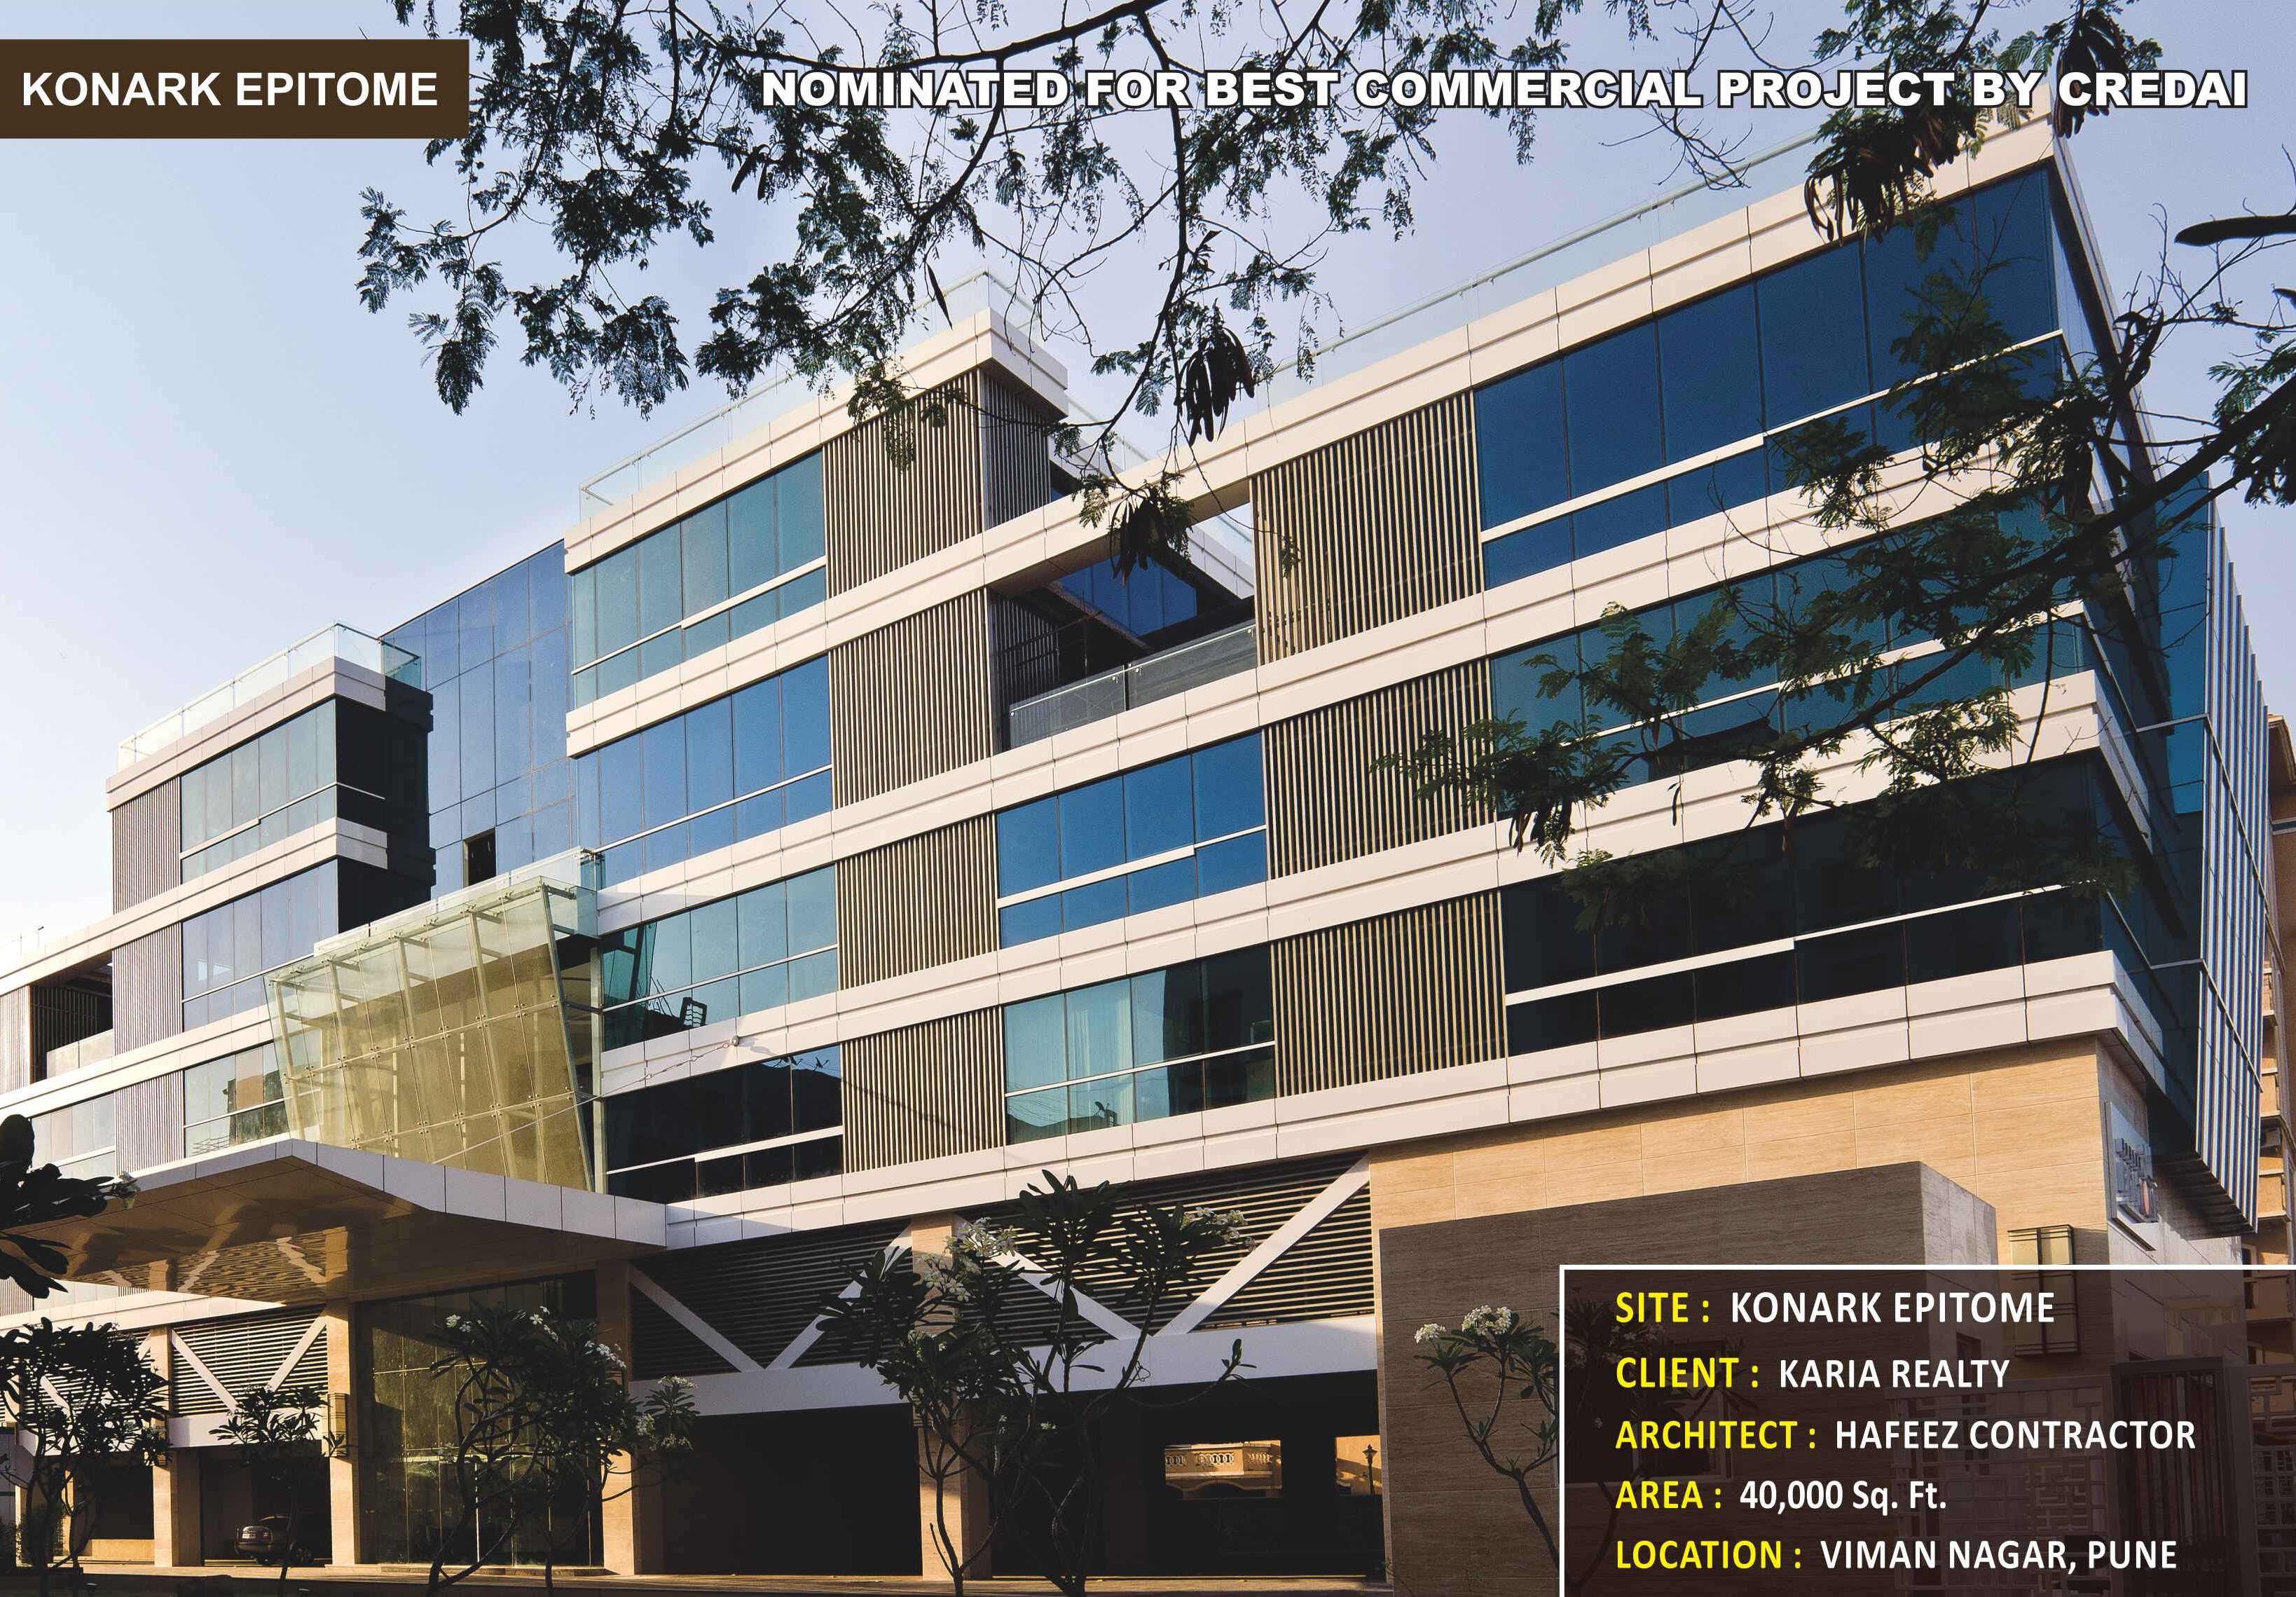 KONARK EPITOME
NOMINATED FOR BEST COMMERCIAL PROJECT BY CREDAI
SITE : KONARK EPITOME
CLIENT : KARIA REALTY
ARCHITECT : HAFEEZ CONTRACTOR
AREA : 40,000 Sq. Ft.
LOCATION : VIMAN NAGAR, PUNE